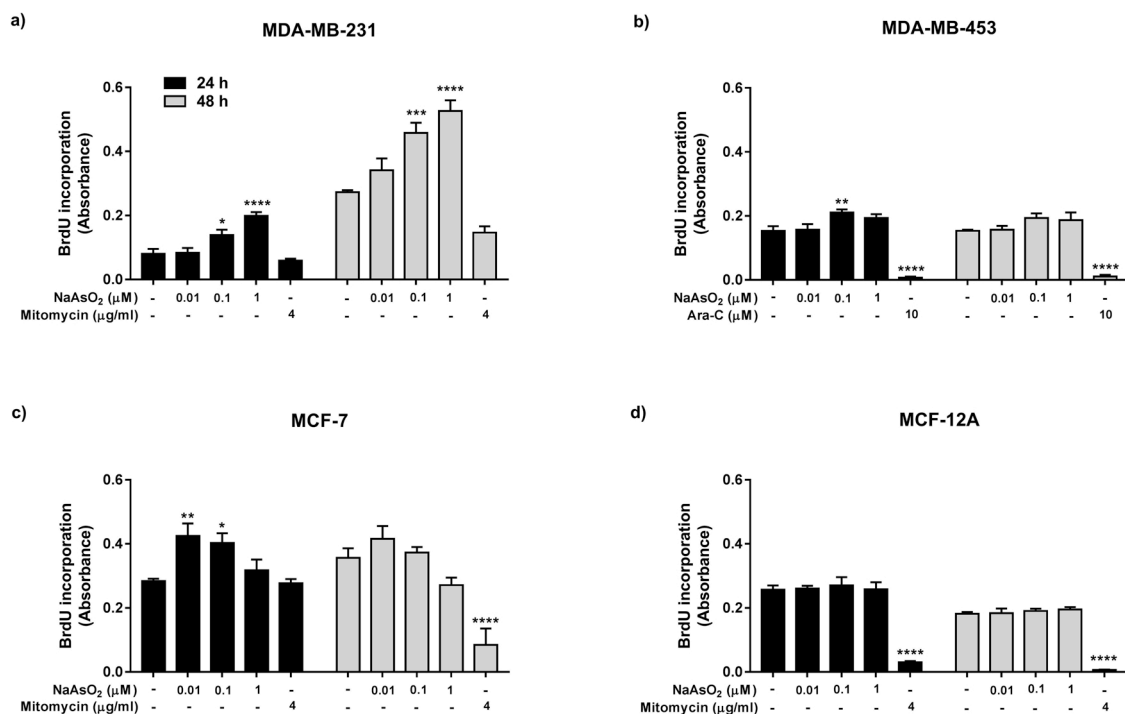 a)
MDA-MB-231
24 h
48 h
BrdU incorporation
(Absorbance)
0.6
0.4
0.2
0.0
* **** *** ****
NaAsO₂ (μM) - 0.01 0.1 1 - - 0.01 0.1 1 -
Mitomycin (μg/ml) - - - - 4 - - - - 4
b)
MDA-MB-453
BrdU incorporation
(Absorbance)
0.6
0.4
0.2
0.0
** **** ****
NaAsO₂ (μM) - 0.01 0.1 1 - - 0.01 0.1 1 -
Ara-C (μM) - - - - 10 - - - - 10
c)
MCF-7
BrdU incorporation
(Absorbance)
0.6
0.4
0.2
0.0
** * ****
NaAsO₂ (μM) - 0.01 0.1 1 - - 0.01 0.1 1 -
Mitomycin (μg/ml) - - - - 4 - - - - 4
d)
MCF-12A
BrdU incorporation
(Absorbance)
0.6
0.4
0.2
0.0
**** ****
NaAsO₂ (μM) - 0.01 0.1 1 - - 0.01 0.1 1 -
Mitomycin (μg/ml) - - - - 4 - - - - 4